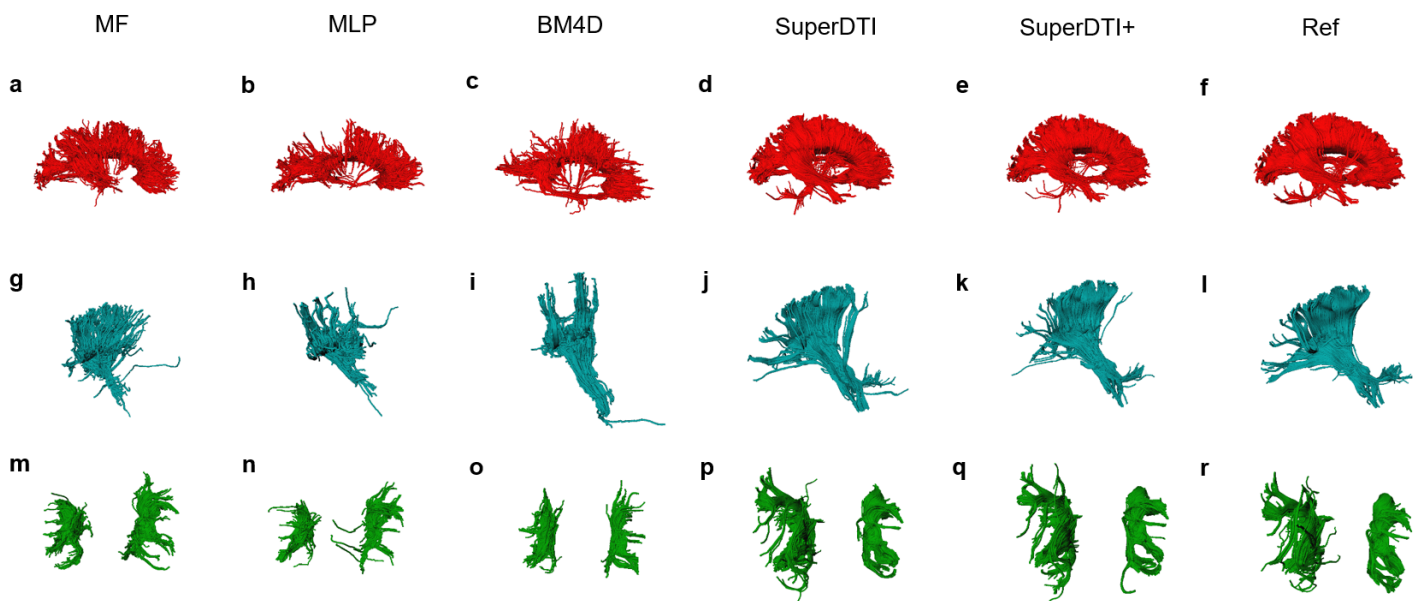 MF MLP BM4D SuperDTI SuperDTI+ Ref
a b c d e f
g h i j k l
m n o p q r